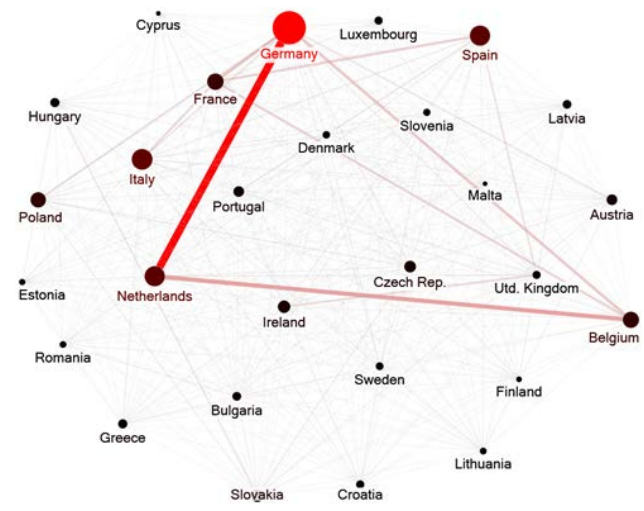 Cyprus
Germany
Luxembourg
Spain
France
Hungary
Slovenia
Latvia
Denmark
Italy
Malta
Poland
Portugal
Austria
Czech Rep.
Utd. Kingdom
Estonia
Netherlands
Ireland
Belgium
Romania
Sweden
Finland
Bulgaria
Greece
Lithuania
Slovakia
Croatia